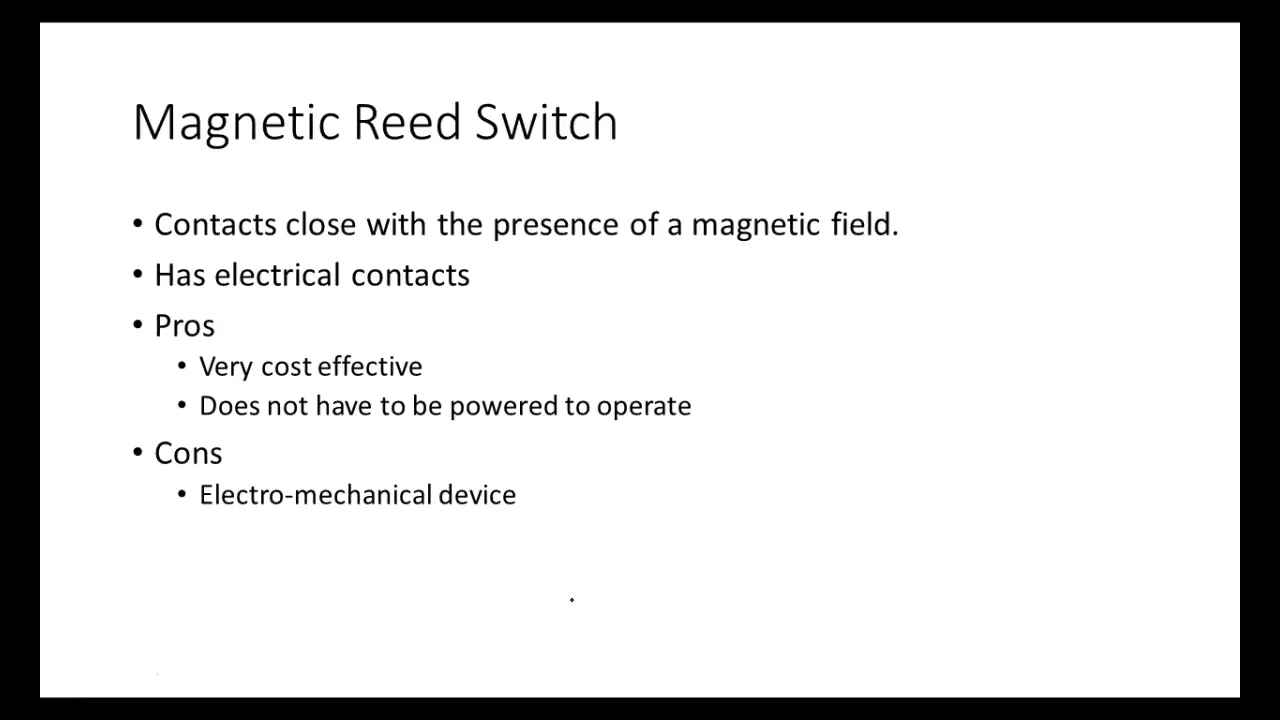 Magnetic Reed Switch
• Contacts close with the presence of a magnetic field.
• Has electrical contacts
• Pros
• Very cost effective
• Does not have to be powered to operate
• Cons
• Electro-mechanical device